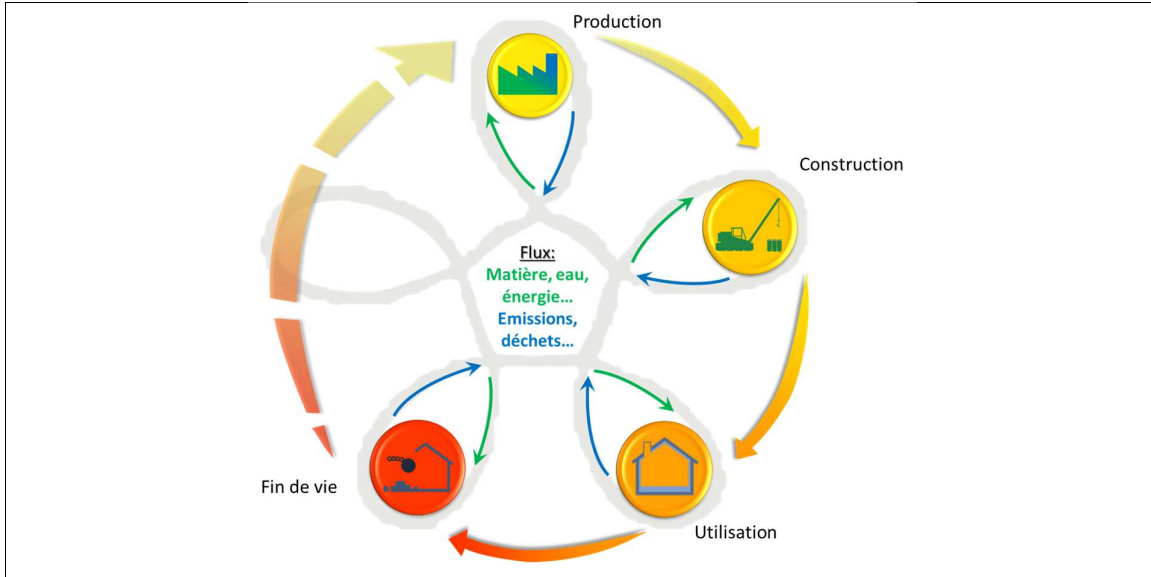 Production
Construction
Flux:
Matière, eau,
énergie...
Emissions,
déchets...
Fin de vie
Utilisation